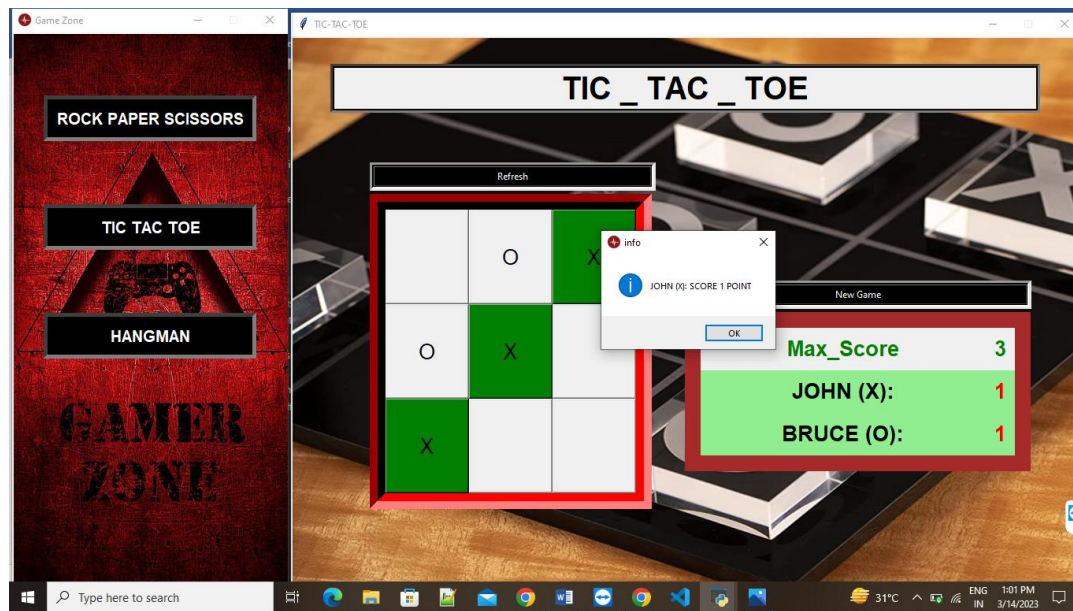 Game Zone
ROCK PAPER SCISSORS
TIC TAC TOE
HANGMAN
GAMER
ZONE
TIC-TAC-TOE
TIC _ TAC _ TOE
Refresh
O X
O X
X
info
JOHN (X): SCORE 1 POINT
OK
New Game
Max_Score 3
JOHN (X): 1
BRUCE (O): 1
Type here to search
31°C ENG 1:01 PM
IN 3/14/2023